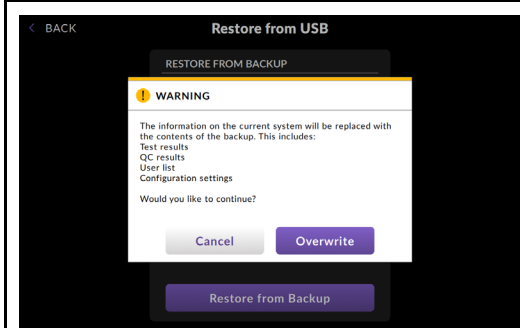 < BACK
Restore from USB
RESTORE FROM BACKUP
! WARNING
The information on the current system will be replaced with
the contents of the backup. This includes:
Test results
QC results
User list
Configuration settings
Would you like to continue?
Cancel
Overwrite
Restore from Backup